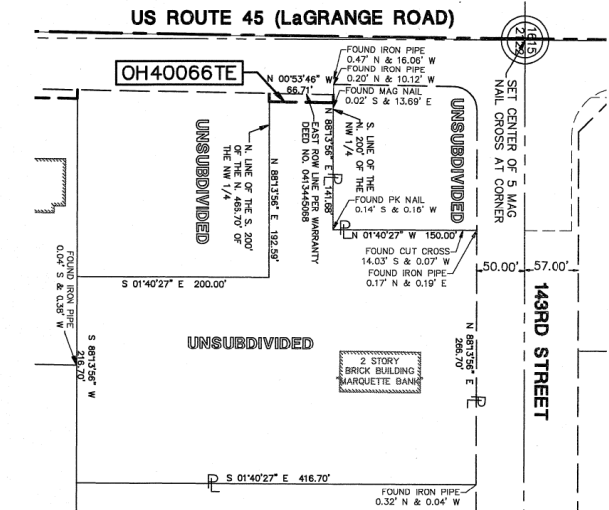 US ROUTE 45 (LaGRANGE ROAD)
1615
2122
OH40066TE
N 00°53'46" W
66.71'
FOUND IRON PIPE
0.47' N & 16.06' W
FOUND IRON PIPE
0.20' N & 10.12' W
FOUND MAG NAIL
0.02' S & 13.69' E
SET CENTER OF 5 MAG
NAIL CROSS AT CORNER
UNSUBDIVIDED
N. LINE OF THE S. 200'
OF THE N. 465.70' OF
THE NW 1/4
N 88°13'56" E 192.59'
EAST ROW LINE PER WARRANTY
DEED NO. 0413445068
N 88°13'56" E 141.68'
S. LINE OF THE
N. 200' OF THE
NW 1/4
UNSUBDIVIDED
FOUND PK NAIL
0.14' S & 0.16' W
N 01°40'27" W 150.00'
FOUND CUT CROSS
14.03' S & 0.07' W
FOUND IRON PIPE
0.17' N & 0.19' E
50.00'
57.00'
FOUND IRON PIPE
0.04' S & 0.38' W
S 01°40'27" E 200.00'
S 88°13'56" W
216.70'
UNSUBDIVIDED
2 STORY
BRICK BUILDING
MARQUETTE BANK
N 88°13'56" E
266.70'
143RD STREET
PL
S 01°40'27" E 416.70'
FOUND IRON PIPE
0.32' N & 0.04' W